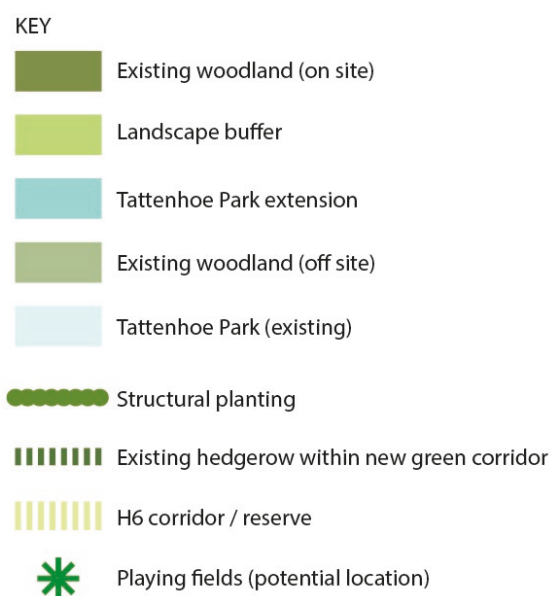 KEY
Existing woodland (on site)
Landscape buffer
Tattenhoe Park extension
Existing woodland (off site)
Tattenhoe Park (existing)
Structural planting
Existing hedgerow within new green corridor
H6 corridor / reserve
Playing fields (potential location)